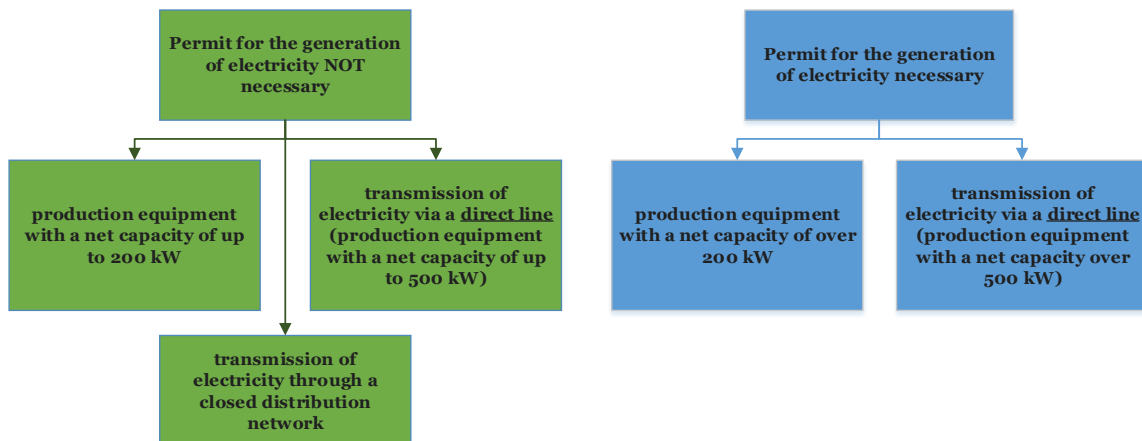 Permit for the generation
of electricity NOT
necessary
Permit for the generation
of electricity necessary
production equipment
with a net capacity of up
to 200 kW
transmission of
electricity via a direct line
(production equipment
with a net capacity of up
to 500 kW)
production equipment
with a net capacity of over
200 kW
transmission of
electricity via a direct line
(production equipment
with a net capacity over
500 kW)
transmission of
electricity through a
closed distribution
network